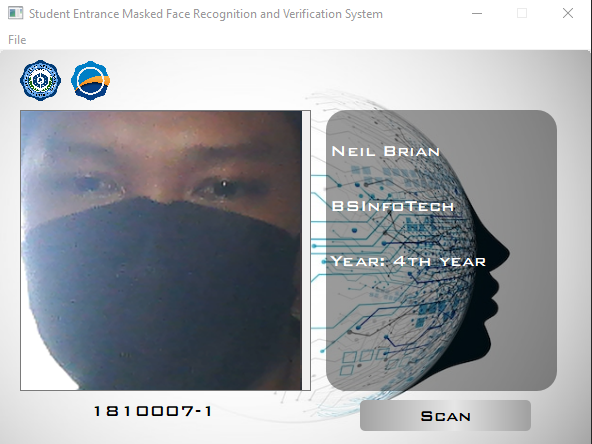 Student Entrance Masked Face Recognition and Verification System
File
Neil Brian
BSInfoTech
Year: 4th year
1810007-1
Scan